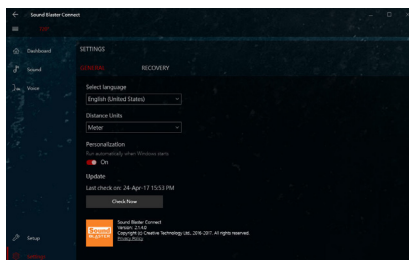 Sound Blaster Connect
SETTINGS
Dashboard
GENERAL
RECOVERY
Sound
Voice
Select language
English (United States)
Distance Units
Meter
Personalization
Run automatically when Windows starts
On
Update
Last check on: 24-Apr-17 15:53 PM
Check Now
Sound Blaster Connect
Copyright (c) Creative Technology Ltd., 2016-2017. All rights reserved.
Privacy Policy
Setup
Settings